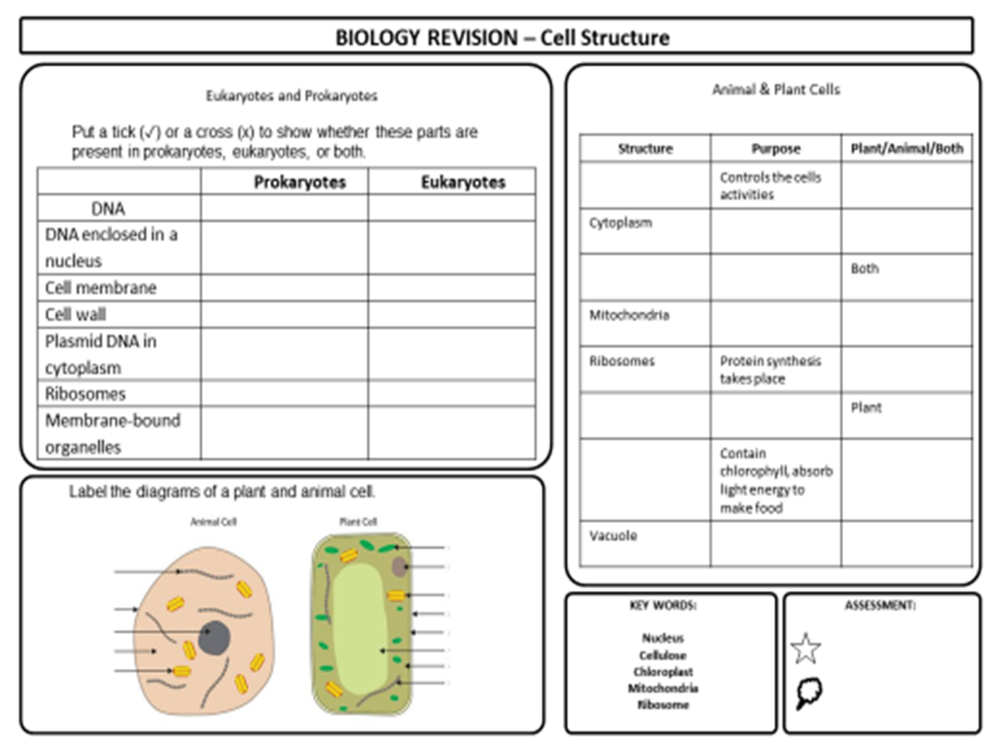 BIOLOGY REVISION – Cell Structure
Eukaryotes and Prokaryotes
Put a tick (✓) or a cross (x) to show whether these parts are
present in prokaryotes, eukaryotes, or both.
Prokaryotes Eukaryotes
DNA
DNA enclosed in a
nucleus
Cell membrane
Cell wall
Plasmid DNA in
cytoplasm
Ribosomes
Membrane-bound
organelles
Label the diagrams of a plant and animal cell.
Animal Cell Plant Cell
Animal & Plant Cells
Structure Purpose Plant/Animal/Both
Controls the cells
activities
Cytoplasm
Both
Mitochondria
Ribosomes Protein synthesis
takes place
Plant
Contain
chlorophyll, absorb
light energy to
make food
Vacuole
KEY WORDS:
Nucleus
Cellulose
Chloroplast
Mitochondria
Ribosome
ASSESSMENT: